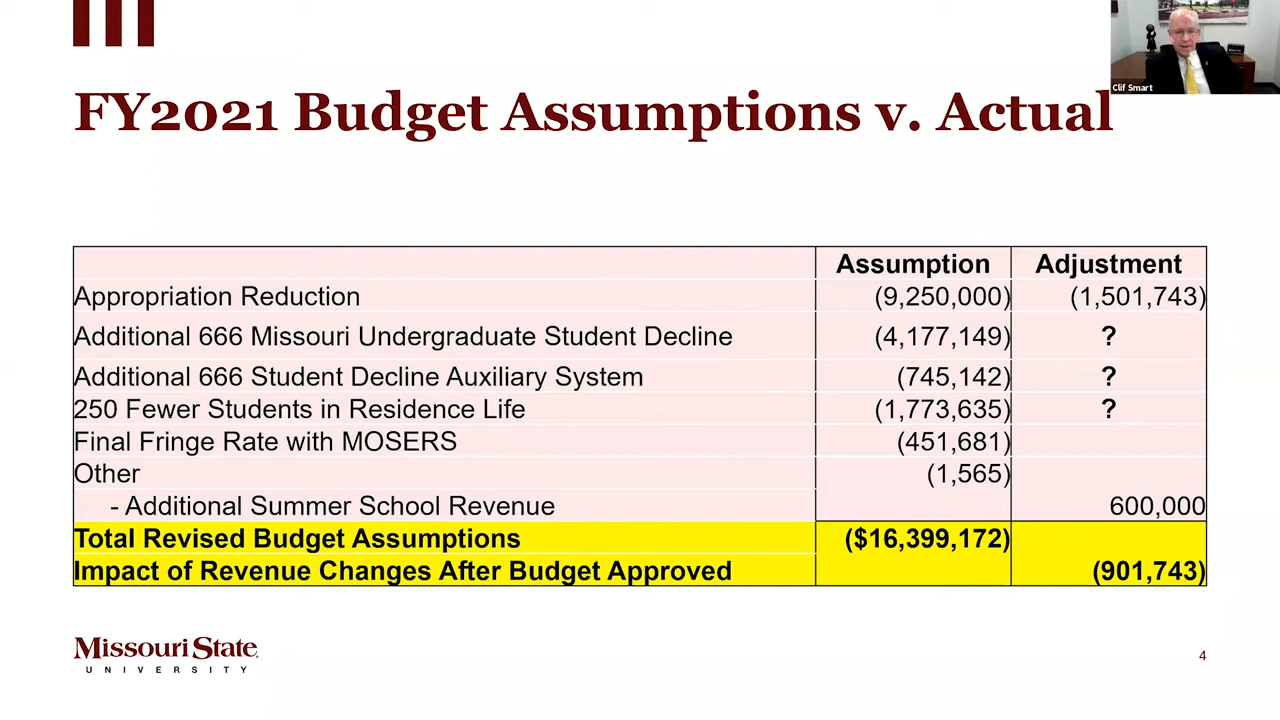 Clif Smart
FY2021 Budget Assumptions v. Actual
Assumption Adjustment
Appropriation Reduction (9,250,000) (1,501,743)
Additional 666 Missouri Undergraduate Student Decline (4,177,149) ?
Additional 666 Student Decline Auxiliary System (745,142) ?
250 Fewer Students in Residence Life (1,773,635) ?
Final Fringe Rate with MOSERS (451,681)
Other (1,565)
- Additional Summer School Revenue 600,000
Total Revised Budget Assumptions ($16,399,172)
Impact of Revenue Changes After Budget Approved (901,743)
Missouri State
UNIVERSITY
4